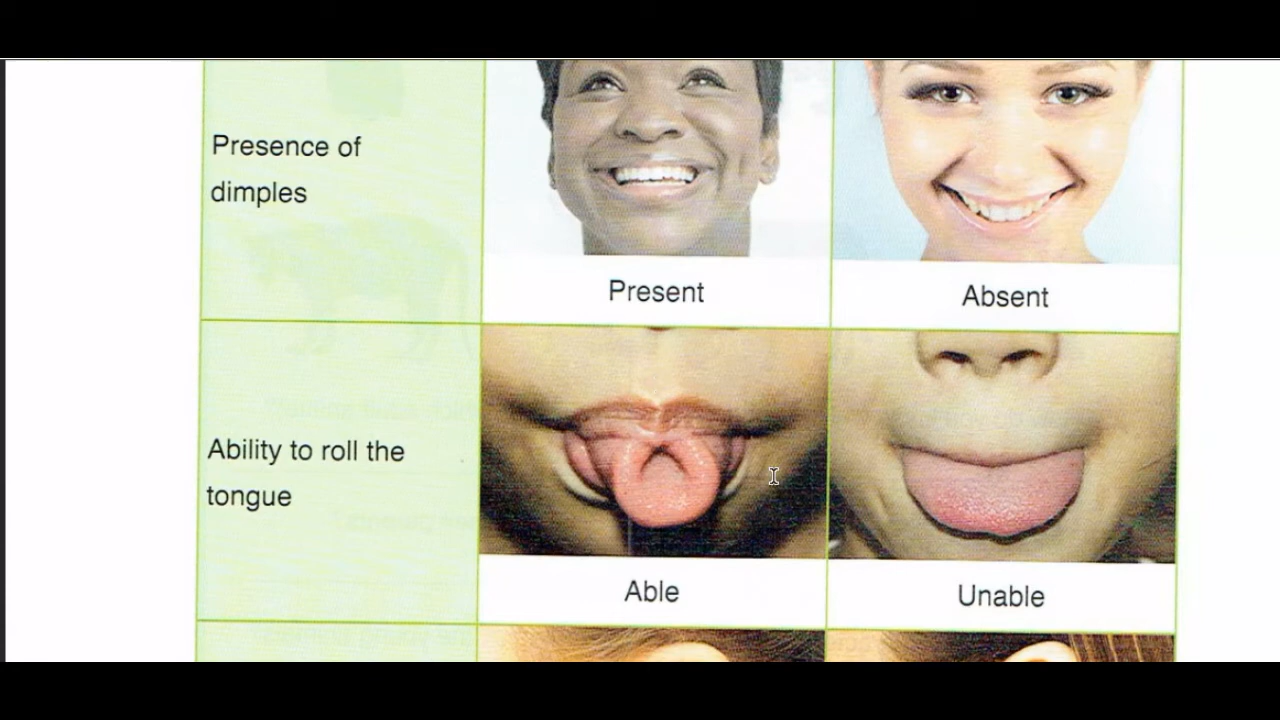 Presence of
dimples
Present
Absent
Ability to roll the
tongue
Able
Unable